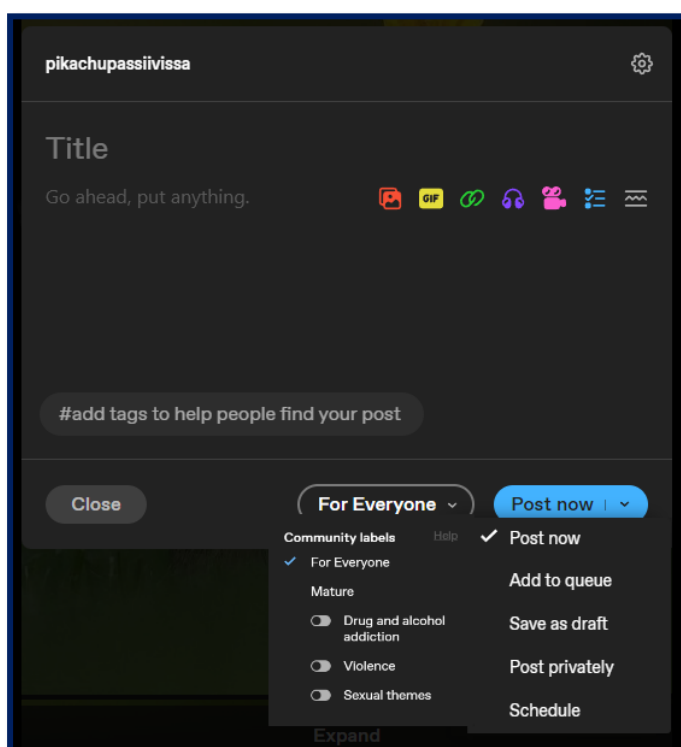 pikachupassiivissa
Title
Go ahead, put anything.
GIF
#add tags to help people find your post
Close
For Everyone
Post now
Community labels
Help
For Everyone
Mature
Drug and alcohol
addiction
Violence
Sexual themes
Post now
Add to queue
Save as draft
Post privately
Schedule
Expand